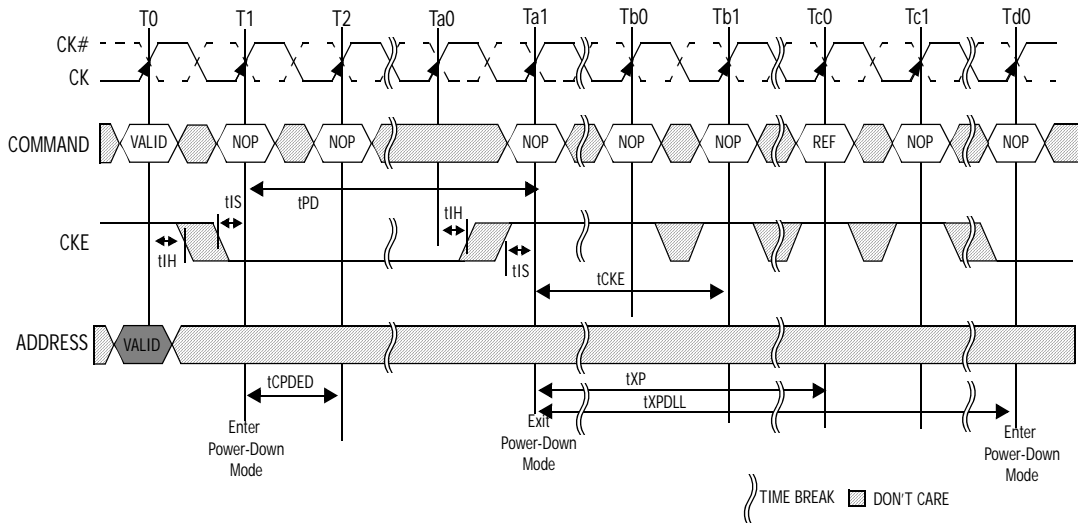 T0 T1 T2 Ta0 Ta1 Tb0 Tb1 Tc0 Tc1 Td0
CK#
CK
COMMAND VALID NOP NOP NOP NOP NOP REF NOP NOP
tIS tPD tIH
CKE
tIH tIS
tCKE
ADDRESS VALID
tCPDED tXP
tXPDLL
Enter
Power-Down
Mode
Exit
Power-Down
Mode
Enter
Power-Down
Mode
TIME BREAK DON'T CARE